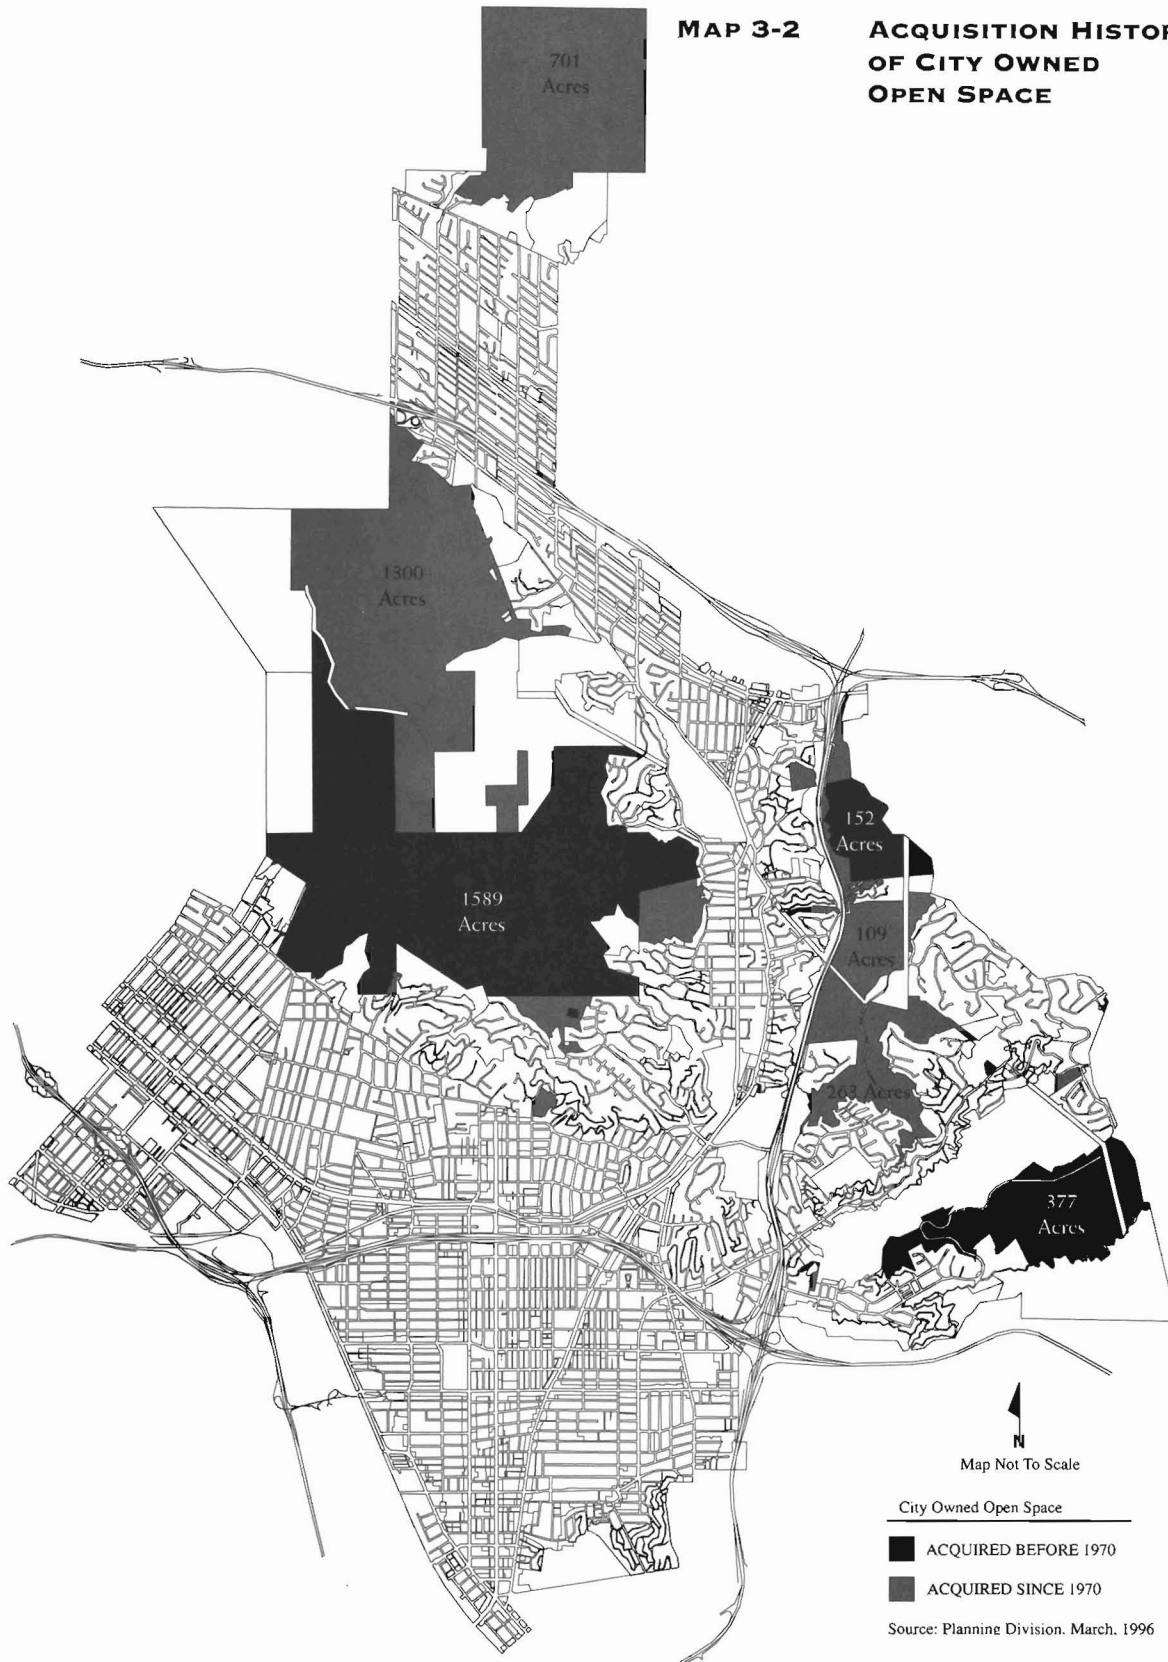 MAP 3-2
ACQUISITION HISTOR
OF CITY OWNED
OPEN SPACE
701
Acres
1300
Acres
152
Acres
1589
Acres
109
Acres
263 Acres
377
Acres
N
Map Not To Scale
City Owned Open Space
ACQUIRED BEFORE 1970
ACQUIRED SINCE 1970
Source: Planning Division. March, 1996